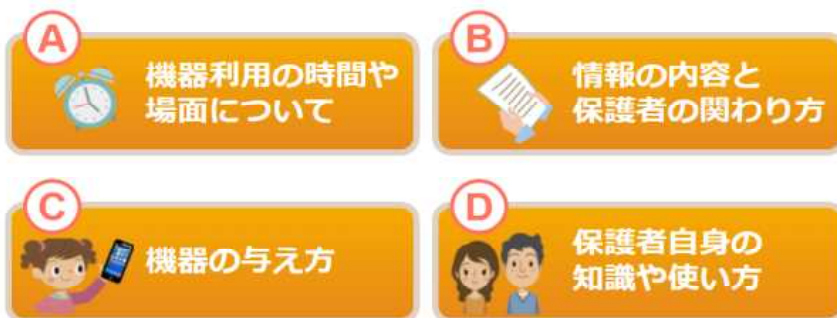 A
機器利用の時間や
場面について
B
情報の内容と
保護者の関わり方
C
機器の与え方
D
保護者自身の
知識や使い方